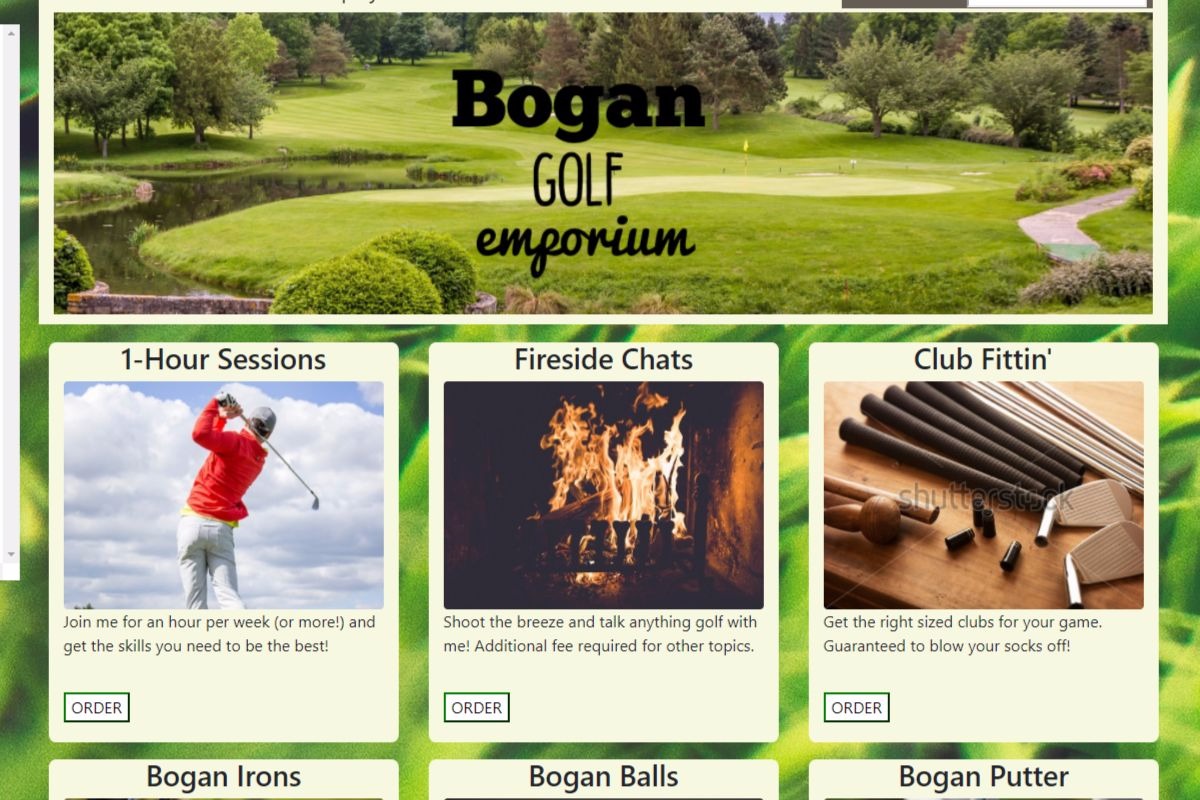 Bogan
GOLF
emporium
1-Hour Sessions
Fireside Chats
Club Fittin'
shutterstock
Join me for an hour per week (or more!) and
get the skills you need to be the best!
Shoot the breeze and talk anything golf with
me! Additional fee required for other topics.
Get the right sized clubs for your game.
Guaranteed to blow your socks off!
ORDER
ORDER
ORDER
Bogan Irons
Bogan Balls
Bogan Putter